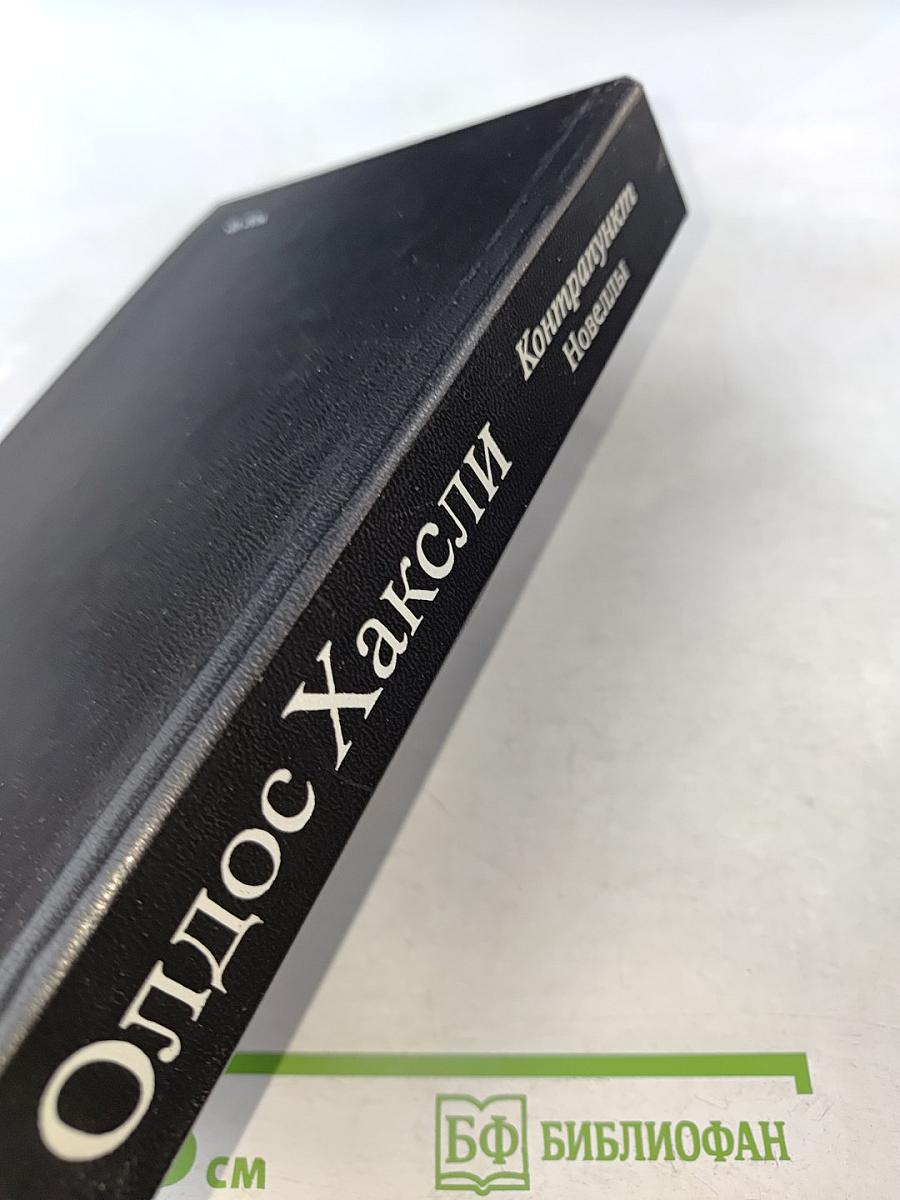 Олдос Хаксли
Контрапункт
Новеллы
см
БФ БИБЛИОФАН